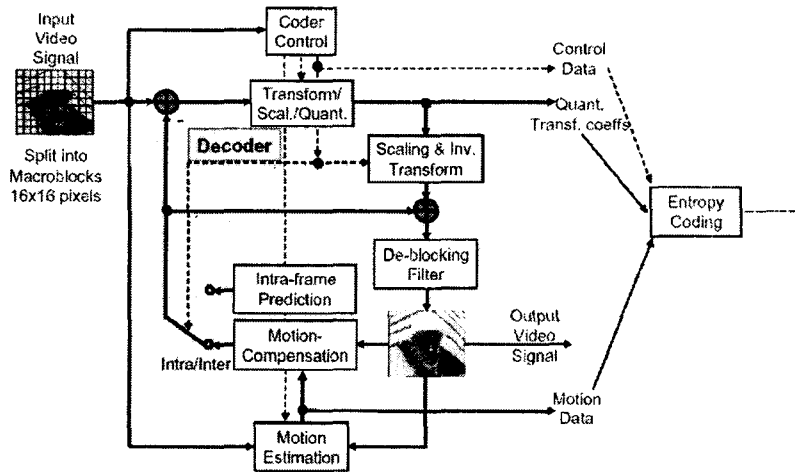 Input
Video
Signal
Split into
Macroblocks
16x16 pixels
Coder
Control
Transform/
Scal./Quant.
Decoder
Scaling & Inv.
Transform
De-blocking
Filter
Intra-frame
Prediction
Motion-
Compensation
Intra/Inter
Motion
Estimation
Control
Data
Quant.
Transf. coeffs
Entropy
Coding
Output
Video
Signal
Motion
Data